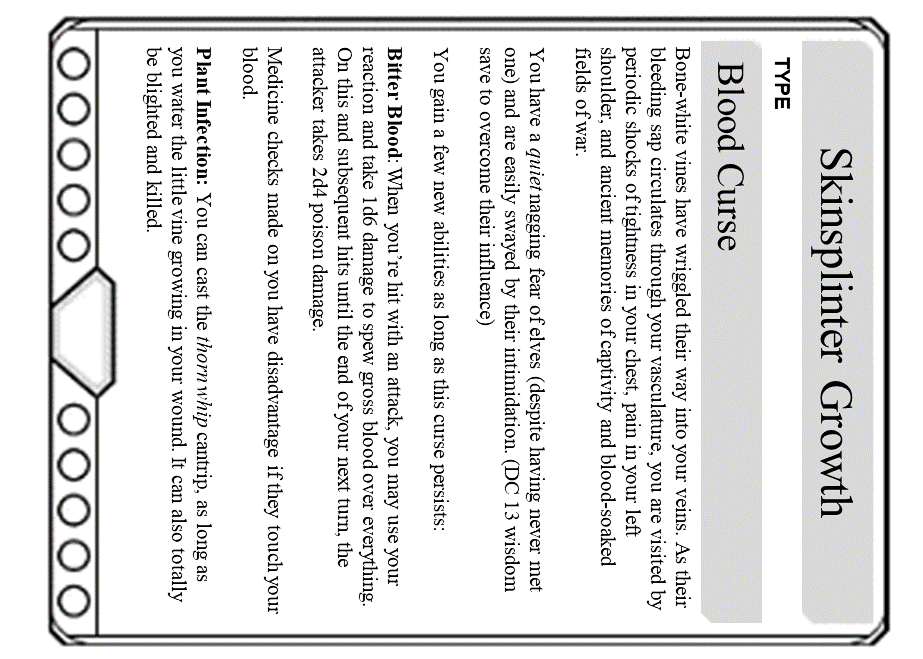 Skinsplinter Growth
TYPE
Blood Curse
Bone-white vines have wriggled their way into your veins. As their
bleeding sap circulates through your vasculature, you are visited by
periodic shocks of tightness in your chest, pain in your left
shoulder, and ancient memories of captivity and blood-soaked
fields of war.
You have a quiet nagging fear of elves (despite having never met
one) and are easily swayed by their intimidation. (DC 13 wisdom
save to overcome their influence)
You gain a few new abilities as long as this curse persists:
Bitter Blood: When you're hit with an attack, you may use your
reaction and take 1d6 damage to spew gross blood over everything.
On this and subsequent hits until the end of your next turn, the
attacker takes 2d4 poison damage.
Medicine checks made on you have disadvantage if they touch your
blood.
Plant Infection: You can cast the thorn whip cantrip, as long as
you water the little vine growing in your wound. It can also totally
be blighted and killed.